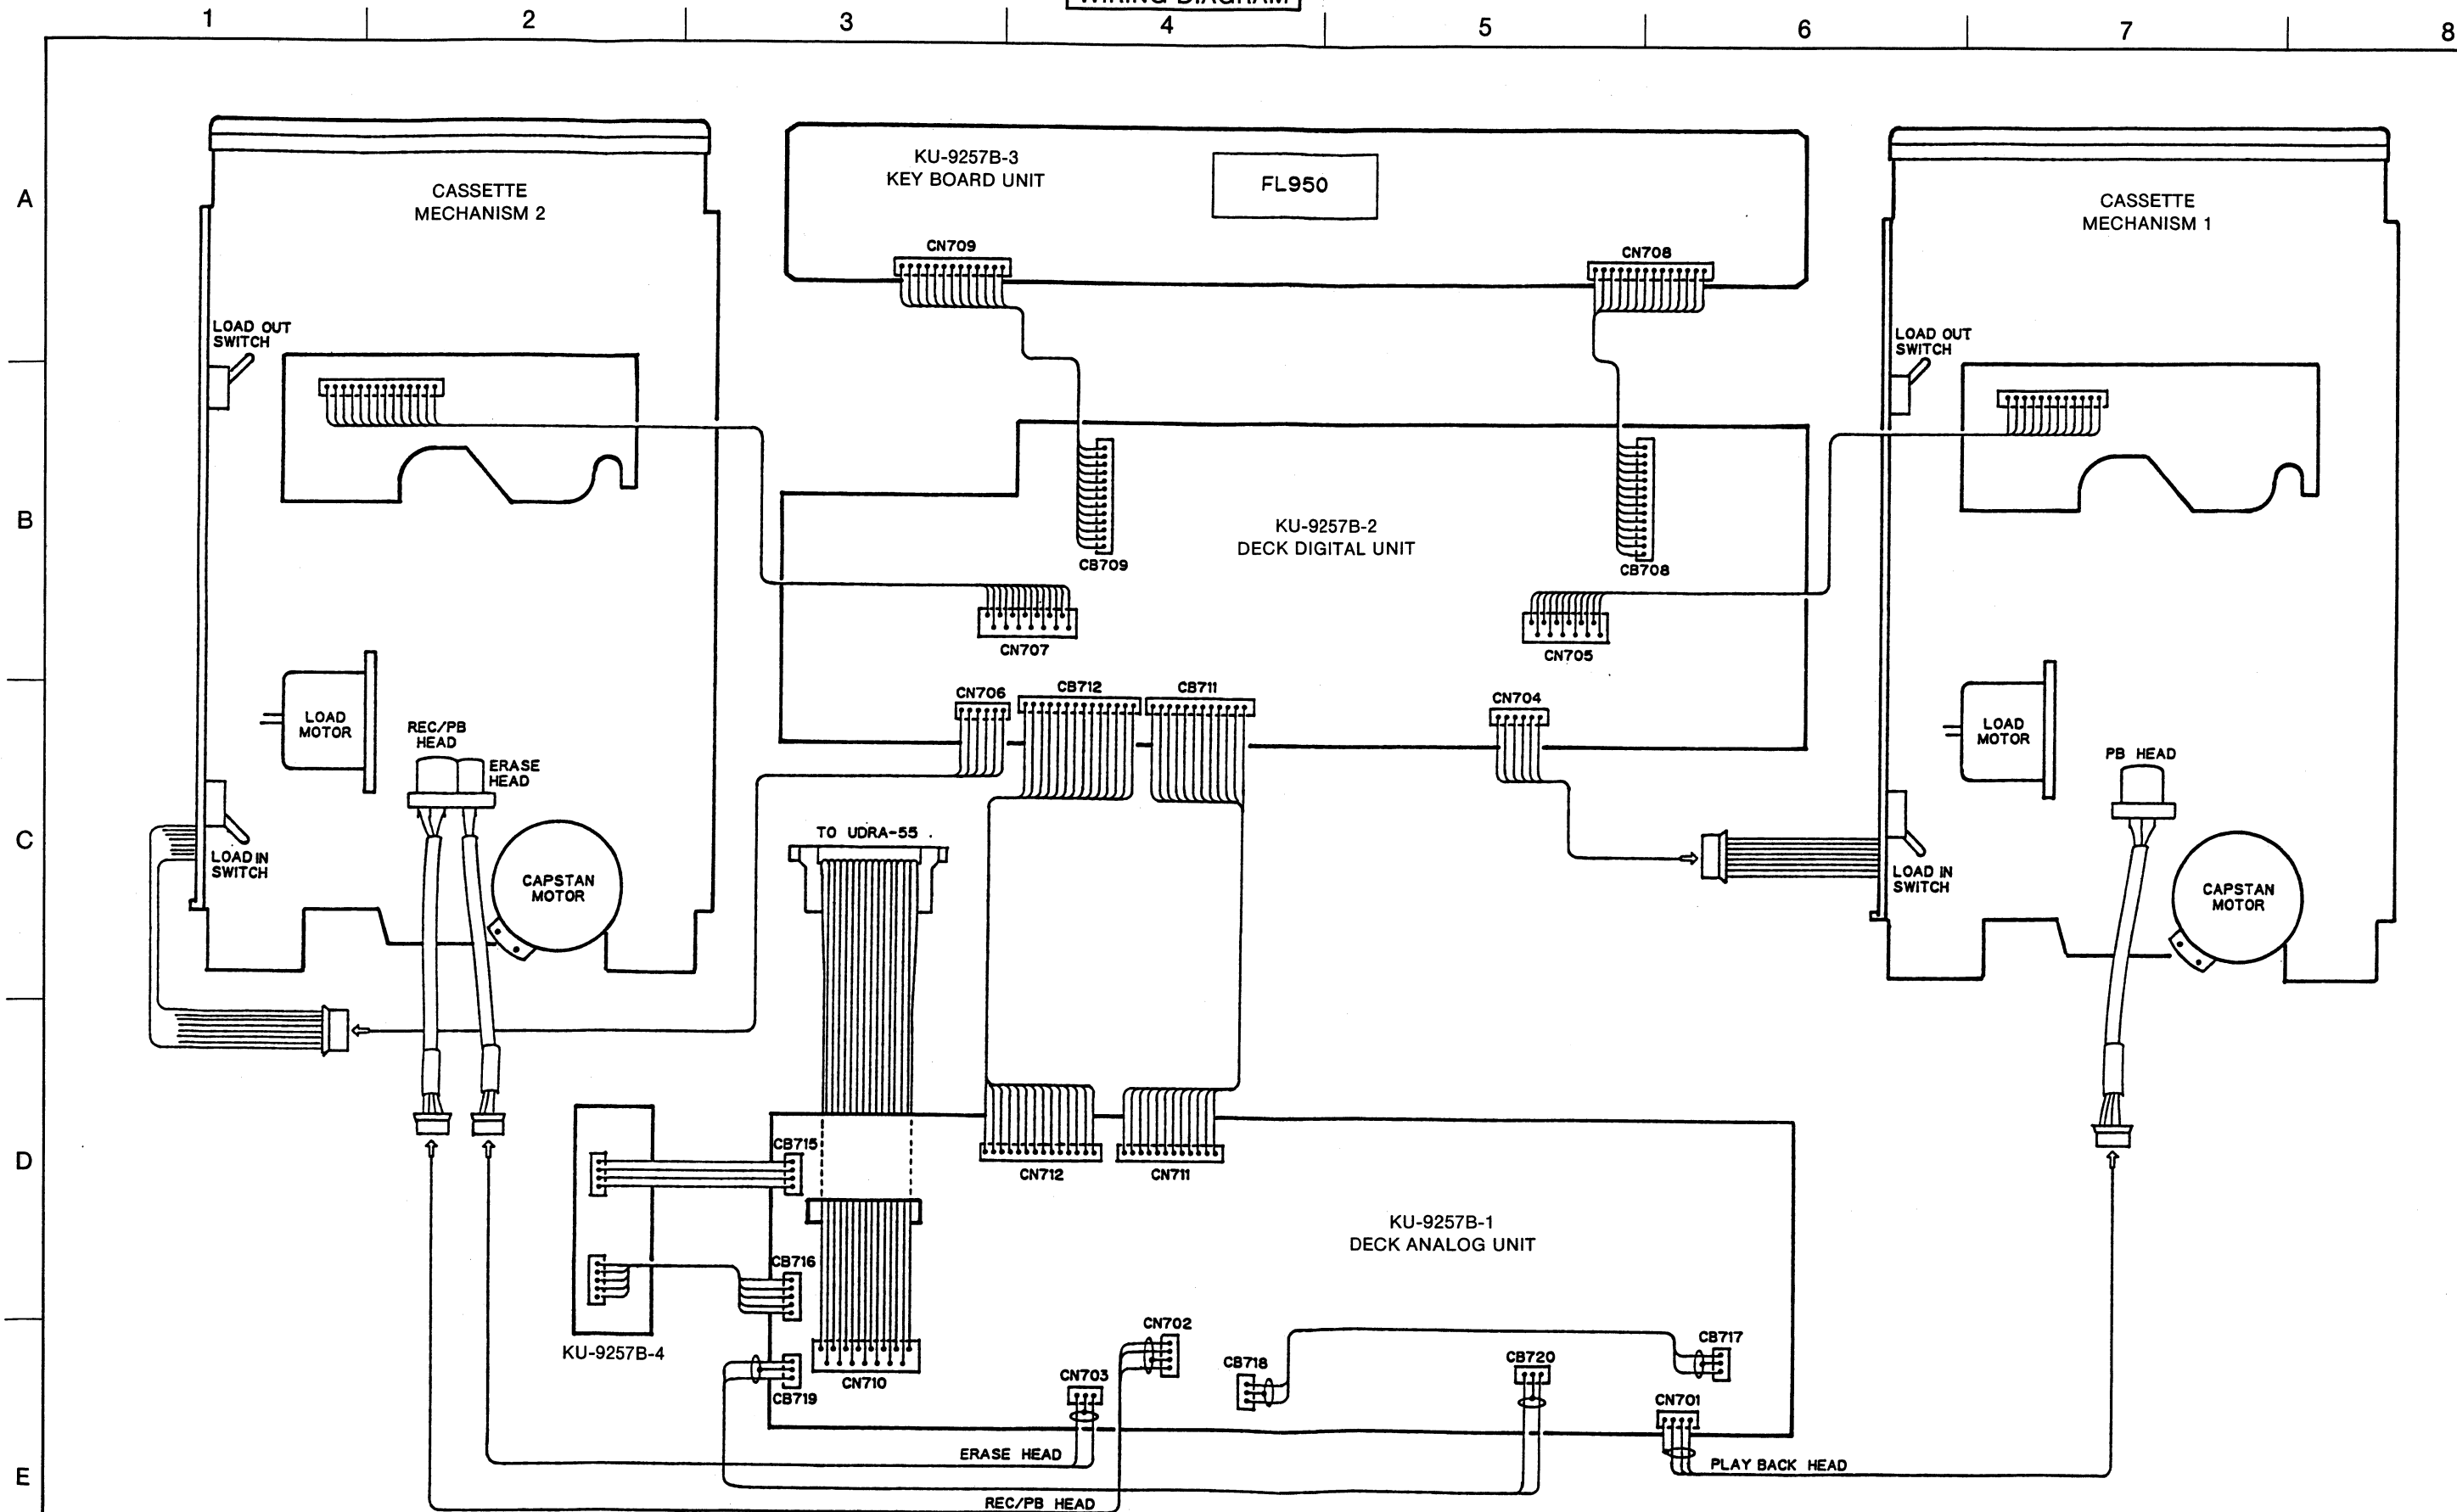 WIRING DIAGRAM
1 2 3 4 5 6 7 8
A
B
C
D
E
CASSETTE
MECHANISM 2
LOAD OUT
SWITCH
LOAD
MOTOR
REC/PB
HEAD
ERASE
HEAD
LOAD IN
SWITCH
CAPSTAN
MOTOR
KU-9257B-3
KEY BOARD UNIT
FL950
CN709
CN708
CASSETTE
MECHANISM 1
LOAD OUT
SWITCH
LOAD
MOTOR
PB HEAD
LOAD IN
SWITCH
CAPSTAN
MOTOR
KU-9257B-2
DECK DIGITAL UNIT
CB709
CB708
CN707
CN705
CN706
CB712
CB711
CN704
TO UDRA-55
CB715
CN712
CN711
KU-9257B-1
DECK ANALOG UNIT
CB716
KU-9257B-4
CB719
CN710
CN702
CN703
CB718
CB720
CB717
CN701
ERASE HEAD
PLAY BACK HEAD
REC/PB HEAD